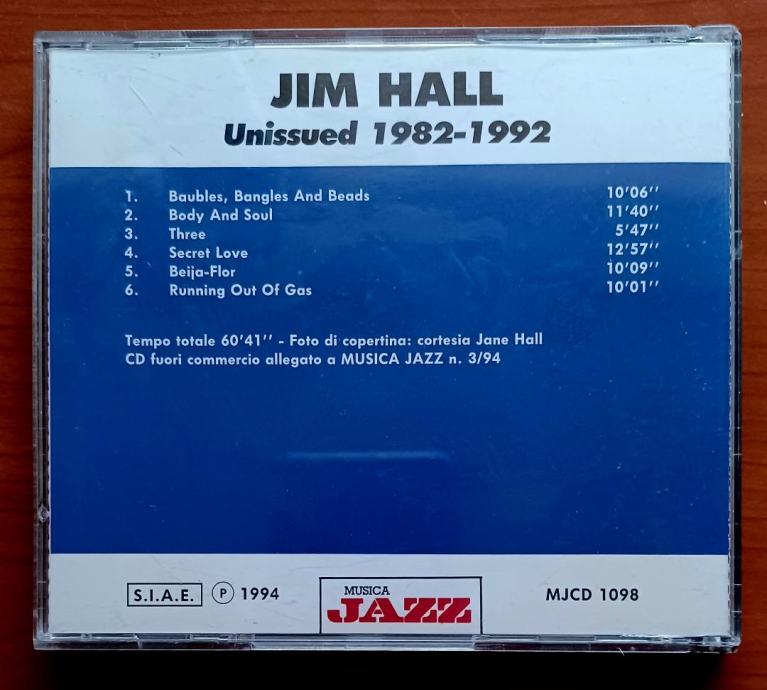 JIM HALL
Unissued 1982-1992
1. Baubles, Bangles And Beads 10'06''
2. Body And Soul 11'40''
3. Three 5'47''
4. Secret Love 12'57''
5. Beija-Flor 10'09''
6. Running Out Of Gas 10'01''
Tempo totale 60'41'' - Foto di copertina: cortesia Jane Hall
CD fuori commercio allegato a MUSICA JAZZ n. 3/94
S.I.A.E. Ⓟ 1994
MUSICA
JAZZ
MJCD 1098